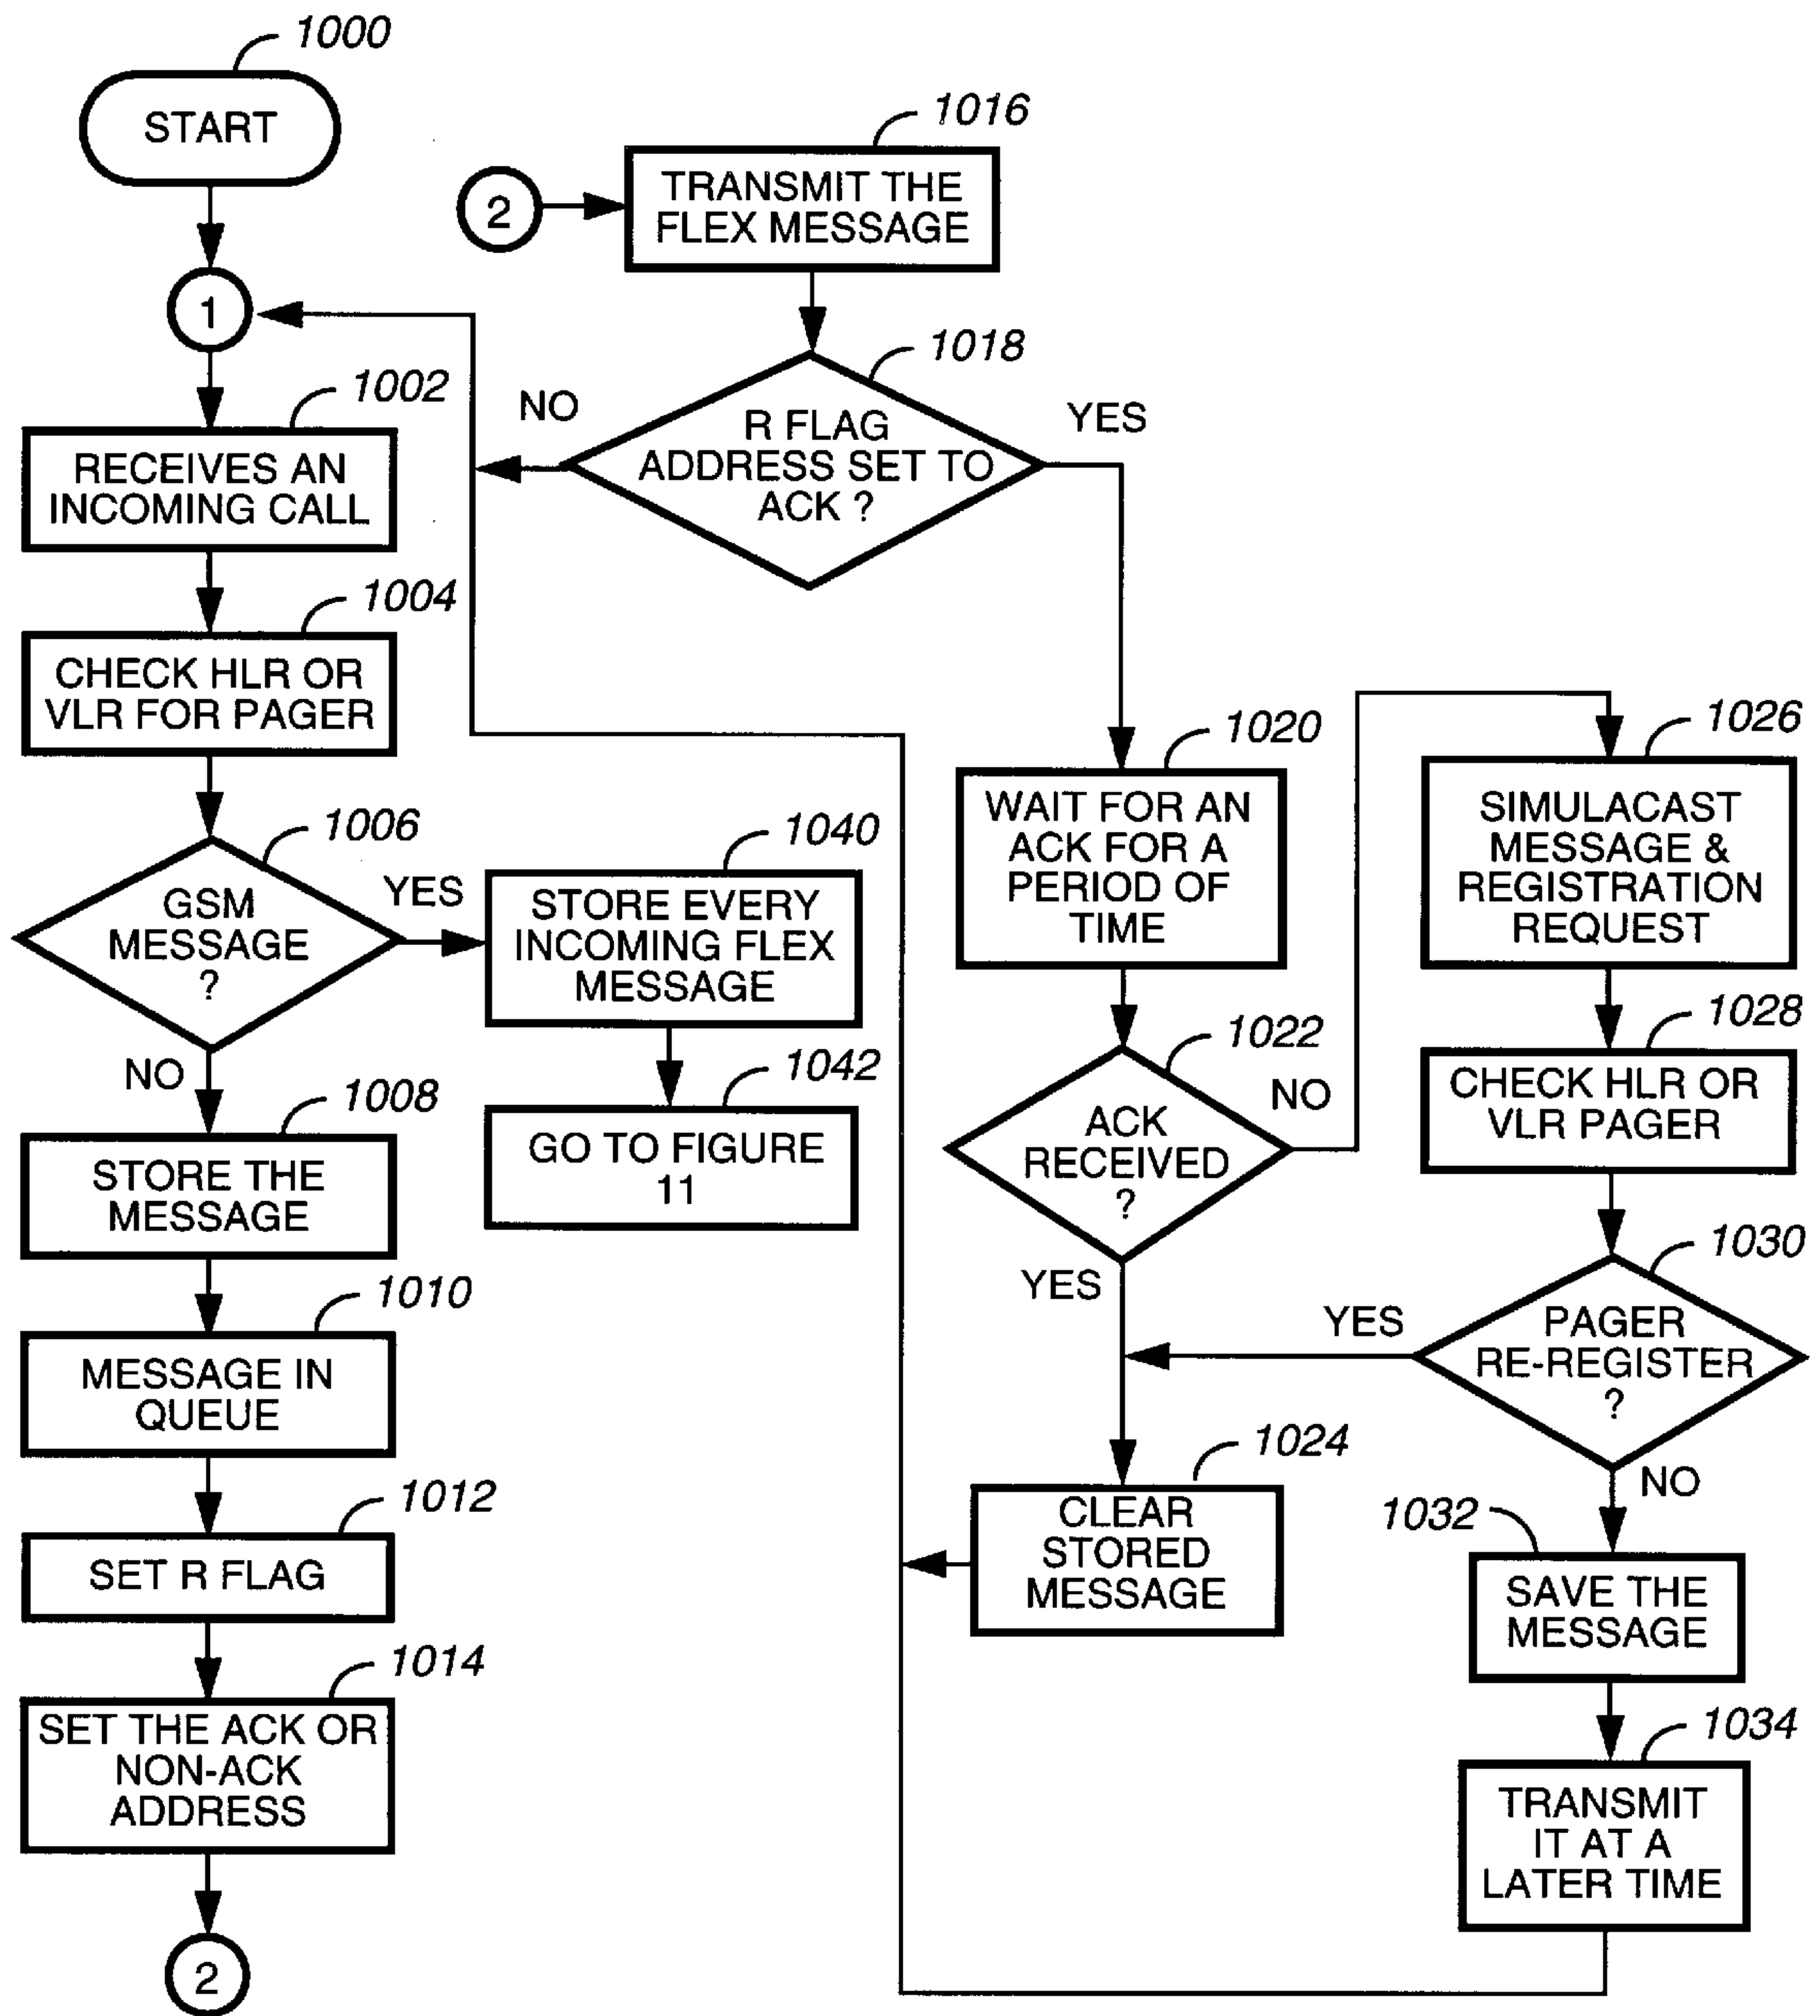 1000
START
1
1002
RECEIVES AN
INCOMING CALL
1004
CHECK HLR OR
VLR FOR PAGER
1006
GSM
MESSAGE
?
YES
NO
1040
STORE EVERY
INCOMING FLEX
MESSAGE
1042
GO TO FIGURE
11
1008
STORE THE
MESSAGE
1010
MESSAGE IN
QUEUE
1012
SET R FLAG
1014
SET THE ACK OR
NON-ACK
ADDRESS
2
2
1016
TRANSMIT THE
FLEX MESSAGE
1018
R FLAG
ADDRESS SET TO
ACK ?
NO
YES
1020
WAIT FOR AN
ACK FOR A
PERIOD OF
TIME
1022
ACK
RECEIVED
?
NO
YES
1024
CLEAR
STORED
MESSAGE
1026
SIMULACAST
MESSAGE &
REGISTRATION
REQUEST
1028
CHECK HLR OR
VLR PAGER
1030
PAGER
RE-REGISTER
?
YES
NO
1032
SAVE THE
MESSAGE
1034
TRANSMIT
IT AT A
LATER TIME